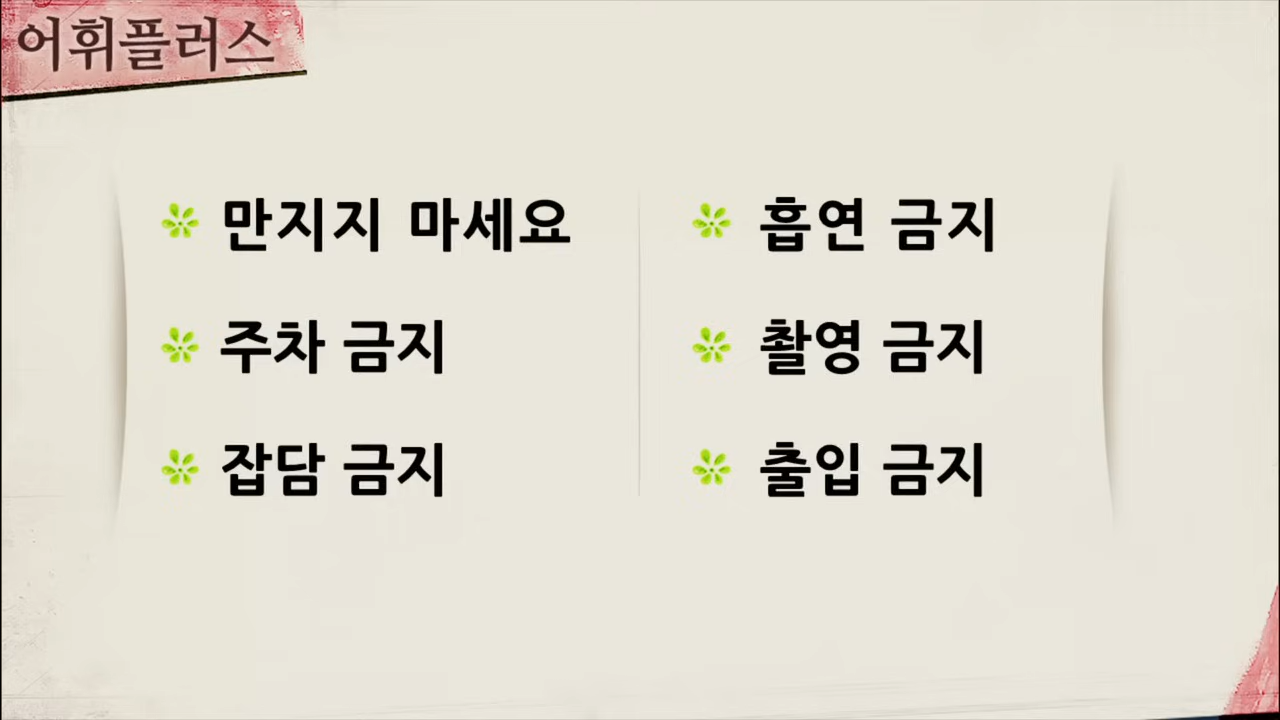 어휘플러스
만지지 마세요
주차 금지
잡담 금지
흡연 금지
촬영 금지
출입 금지